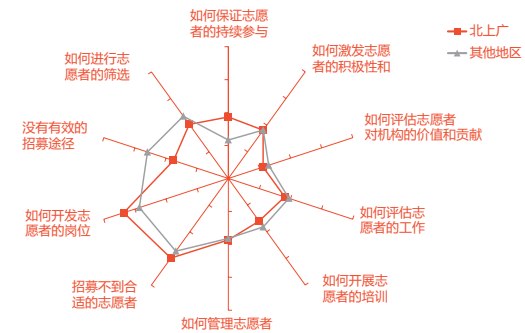 如何保证志愿
者的持续参与
如何激发志愿
者的积极性和
如何评估志愿者
对机构的价值和贡献
如何评估志
愿者的工作
如何开展志
愿者的培训
如何管理志愿者
招募不到合
适的志愿者
如何开发志
愿者的岗位
没有有效的
招募途径
如何进行志
愿者的筛选
北上广
其他地区